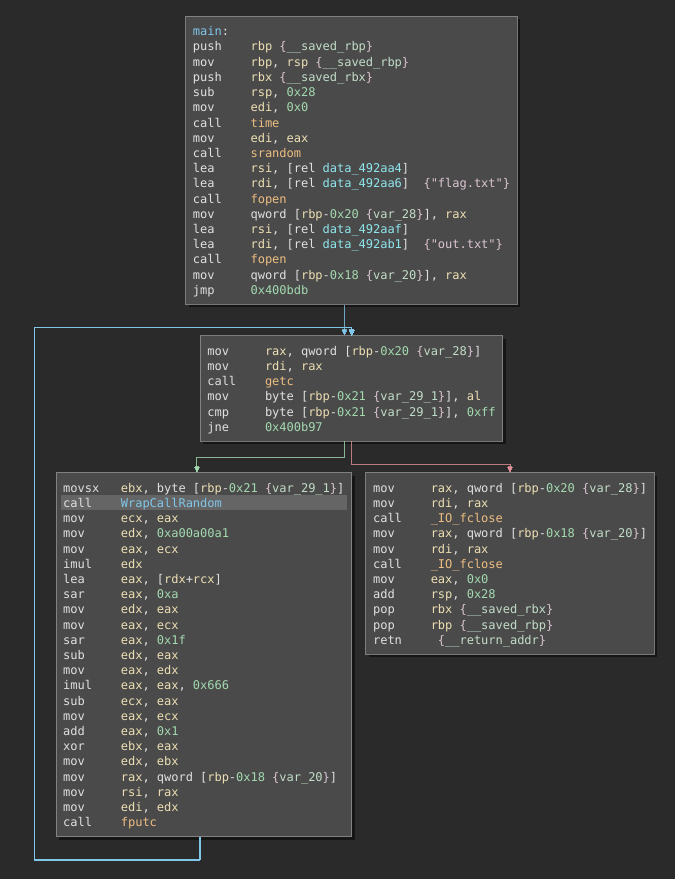 main:
push rbp {__saved_rbp}
mov rbp, rsp {__saved_rbp}
push rbx {__saved_rbx}
sub rsp, 0x28
mov edi, 0x0
call time
mov edi, eax
call srandom
lea rsi, [rel data_492aa4]
lea rdi, [rel data_492aa6] {"flag.txt"}
call fopen
mov qword [rbp-0x20 {var_28}], rax
lea rsi, [rel data_492aaf]
lea rdi, [rel data_492ab1] {"out.txt"}
call fopen
mov qword [rbp-0x18 {var_20}], rax
jmp 0x400bdb
mov rax, qword [rbp-0x20 {var_28}]
mov rdi, rax
call getc
mov byte [rbp-0x21 {var_29_1}], al
cmp byte [rbp-0x21 {var_29_1}], 0xff
jne 0x400b97
movsx ebx, byte [rbp-0x21 {var_29_1}]
call WrapCallRandom
mov ecx, eax
mov edx, 0xa00a00a1
mov eax, ecx
imul edx
lea eax, [rdx+rcx]
sar eax, 0xa
mov edx, eax
mov eax, ecx
sar eax, 0x1f
sub edx, eax
mov eax, edx
imul eax, eax, 0x666
sub ecx, eax
mov eax, ecx
add eax, 0x1
xor ebx, eax
mov edx, ebx
mov rax, qword [rbp-0x18 {var_20}]
mov rsi, rax
mov edi, edx
call fputc
mov rax, qword [rbp-0x20 {var_28}]
mov rdi, rax
call _IO_fclose
mov rax, qword [rbp-0x18 {var_20}]
mov rdi, rax
call _IO_fclose
mov eax, 0x0
add rsp, 0x28
pop rbx {__saved_rbx}
pop rbp {__saved_rbp}
retn {__return_addr}